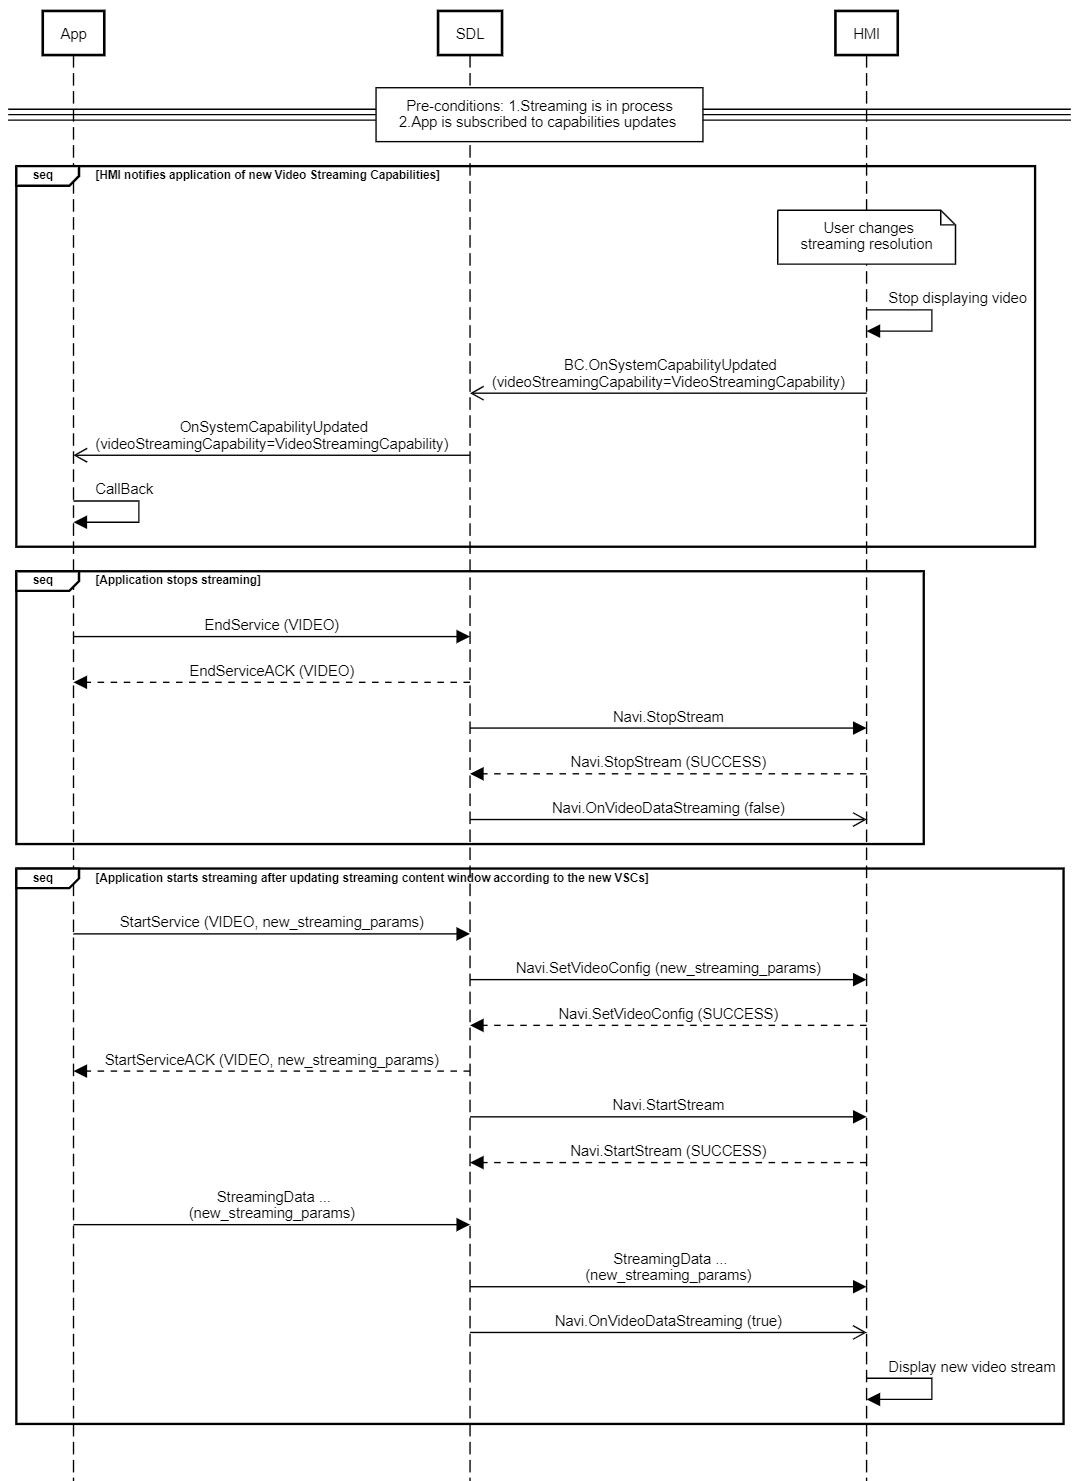 App
SDL
HMI
Pre-conditions: 1.Streaming is in process
2.App is subscribed to capabilities updates
seq
[HMI notifies application of new Video Streaming Capabilities]
User changes
streaming resolution
Stop displaying video
BC.OnSystemCapabilityUpdated
(videoStreamingCapability=VideoStreamingCapability)
OnSystemCapabilityUpdated
(videoStreamingCapability=VideoStreamingCapability)
CallBack
seq
[Application stops streaming]
EndService (VIDEO)
EndServiceACK (VIDEO)
Navi.StopStream
Navi.StopStream (SUCCESS)
Navi.OnVideoDataStreaming (false)
seq
[Application starts streaming after updating streaming content window according to the new VSCs]
StartService (VIDEO, new_streaming_params)
Navi.SetVideoConfig (new_streaming_params)
Navi.SetVideoConfig (SUCCESS)
StartServiceACK (VIDEO, new_streaming_params)
Navi.StartStream
Navi.StartStream (SUCCESS)
StreamingData ...
(new_streaming_params)
StreamingData ...
(new_streaming_params)
Navi.OnVideoDataStreaming (true)
Display new video stream